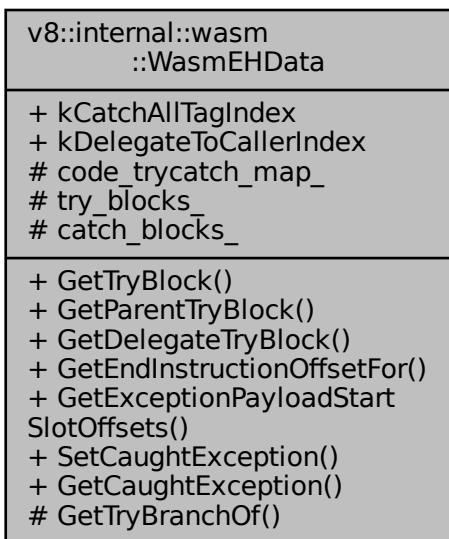 v8::internal::wasm
::WasmEHData
+ kCatchAllTagIndex
+ kDelegateToCallerIndex
# code_trycatch_map_
# try_blocks_
# catch_blocks_
+ GetTryBlock()
+ GetParentTryBlock()
+ GetDelegateTryBlock()
+ GetEndInstructionOffsetFor()
+ GetExceptionPayloadStart
SlotOffsets()
+ SetCaughtException()
+ GetCaughtException()
# GetTryBranchOf()